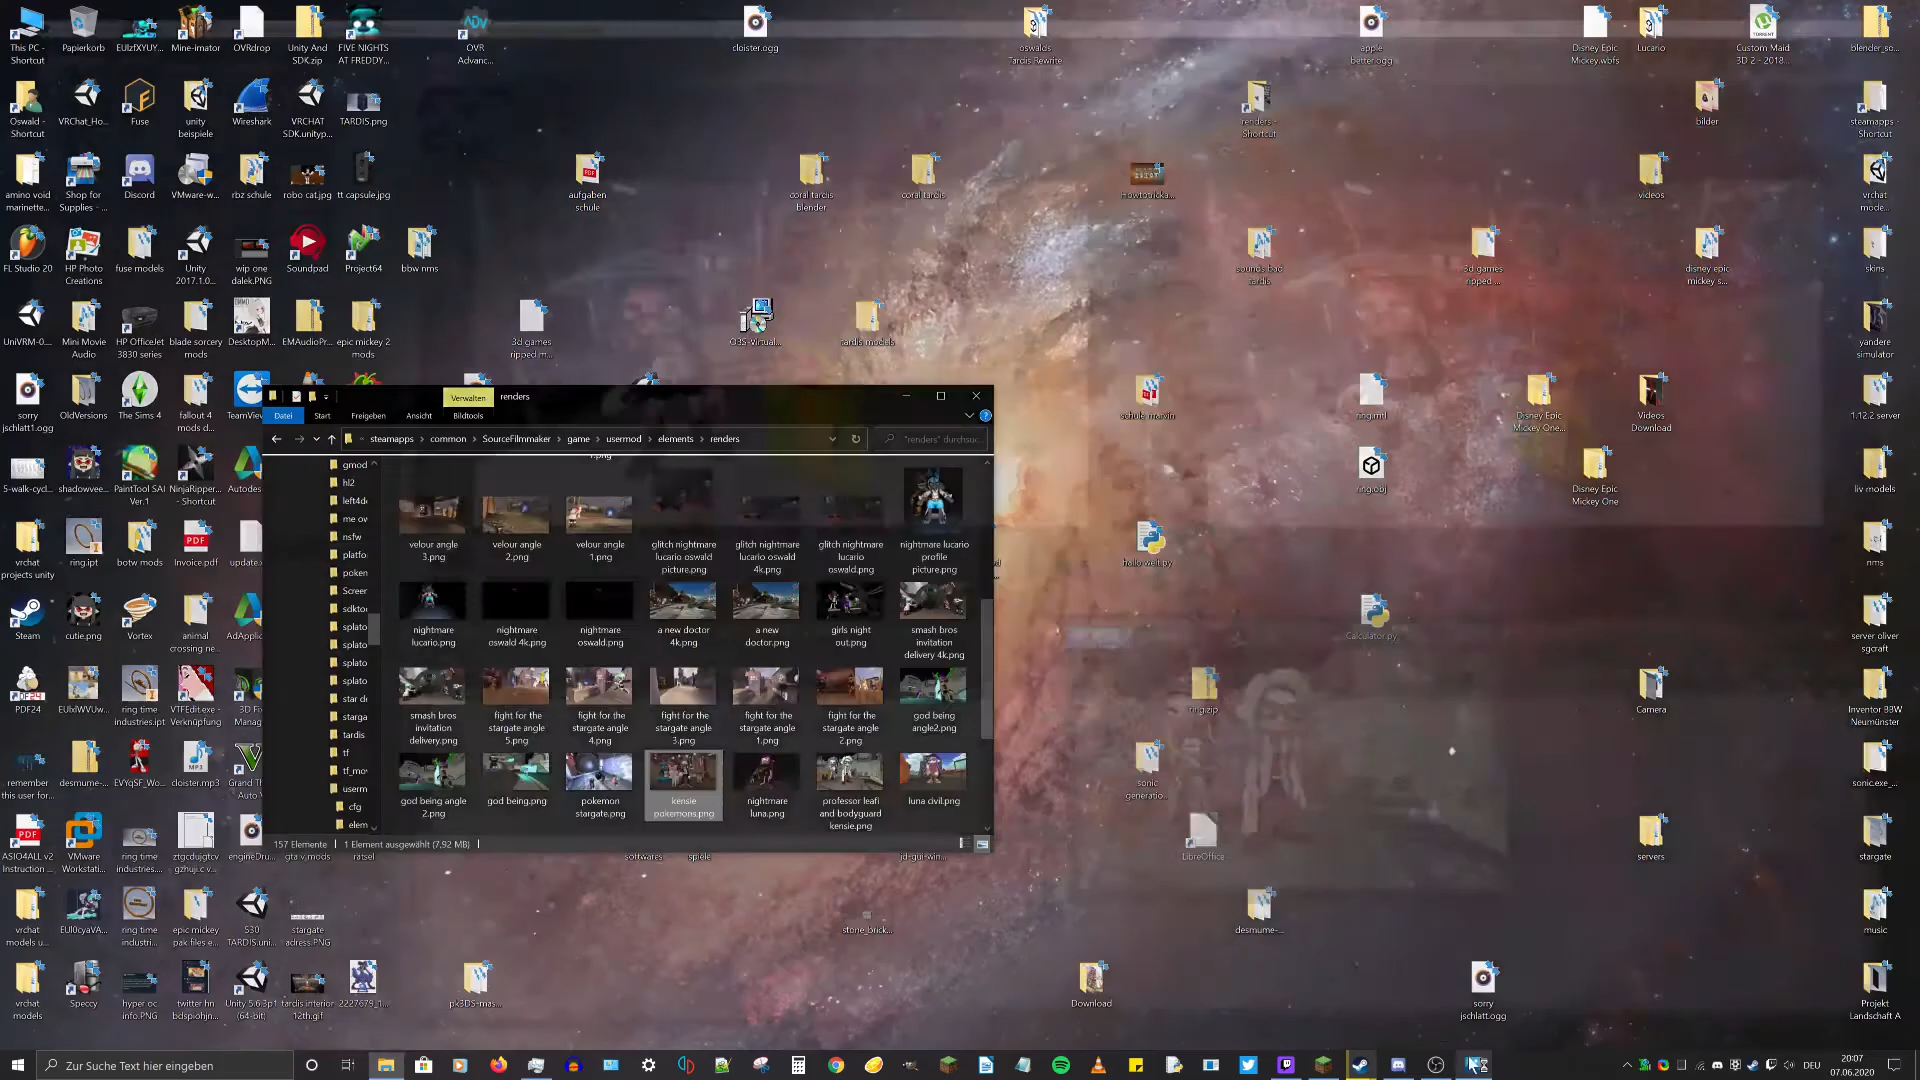 This PC - Shortcut
Papierkorb
EUlzfXYUY...
Mine-imator
OVRdrop
Unity And SDK.zip
FIVE NIGHTS AT FREDDY...
OVR Advanc...
cloister.ogg
oswalds Tardis Rewrite
apple better.ogg
Disney Epic Mickey.wbfs
Lucario
Custom Maid 3D 2 - 2018...
blender_so...
Oswald - Shortcut
VRChat_Ho...
Fuse
unity beispiele
Wireshark
VRCHAT SDK.unityp...
TARDIS.png
renders - Shortcut
bilder
steamapps - Shortcut
amino void marinette...
Shop for Supplies - ...
Discord
VMware-w...
rbz schule
robo cat.jpg
tt capsule.jpg
aufgaben schule
coral tardis blender
coral tardis
Howtotricka...
videos
vrchat mode...
FL Studio 20
HP Photo Creations
fuse models
Unity 2017.1.0...
wip one dalek.PNG
Soundpad
Project64
bbw nms
sounds bad tardis
3d games ripped ...
disney epic mickey s...
skins
UniVRM-0....
Mini Movie Audio
HP OfficeJet 3830 series
blade sorcery mods
DesktopM...
EMAudioPr...
epic mickey 2 mods
3d games ripped m...
OBS-Virtual...
tardis models
yandere simulator
sorry jschlatt1.ogg
OldVersions
The Sims 4
fallout 4 mods d...
TeamView
schule marvin
ring.mtl
Disney Epic Mickey One...
Videos Download
1.12.2 server
Verwalten
renders
Datei
Start
Freigeben
Ansicht
Bildtools
steamapps > common > SourceFilmmaker > game > usermod > elements > renders
"renders" durchsuc...
5-walk-cycl...
shadowvee...
PaintTool SAI Ver.1
NinjaRipper... - Shortcut
Autodes
ring.obj
Disney Epic Mickey One
liv models
gmod
hl2
left4de
me ov
nsfw
platfo
poken
Screer
sdktoo
splato
splato
splato
splato
star de
starga
tardis
tf
tf_mov
userm
cfg
elem
1.png
velour angle 3.png
velour angle 2.png
velour angle 1.png
glitch nightmare lucario oswald picture.png
glitch nightmare lucario oswald 4k.png
glitch nightmare lucario oswald.png
nightmare lucario profile picture.png
nightmare lucario.png
nightmare oswald 4k.png
nightmare oswald.png
a new doctor 4k.png
a new doctor.png
girls night out.png
smash bros invitation delivery 4k.png
smash bros invitation delivery.png
fight for the stargate angle 5.png
fight for the stargate angle 4.png
fight for the stargate angle 3.png
fight for the stargate angle 1.png
fight for the stargate angle 2.png
god being angle2.png
god being angle 2.png
god being.png
pokemon stargate.png
kensie pokemons.png
nightmare luna.png
professor leafi and bodyguard kensie.png
luna civil.png
157 Elemente
1 Element ausgewählt (7,92 MB)
vrchat projects unity
ring.ipt
botw mods
Invoice.pdf
update.x
hallo welt.py
nms
Steam
cutie.png
Vortex
animal crossing ne...
AdApplic
Calculator.py
server oliver sgcraft
PDF24
EUlxIWVUw...
ring time industries.ipt
VTFEdit.exe - Verknüpfung
3D Fi Manag
ring.zip
Camera
Inventor BBW Neumünster
remember this user for...
desmume-...
EVYqSF_Wo...
cloister.mp3
Grand Th Auto V
sonic generatio...
sonic.exe_...
ASIO4ALL v2 Instruction ...
VMware Workstati...
ring time industries....
ztgcdujgtcv gzhuji.c v...
engineDru...
gta v mods
rätsel
softwares
spiele
jd-gui-win...
LibreOffice
servers
stargate
vrchat models u...
EUl0cyaVA...
ring time industri...
epic mickey pak files e...
S30 TARDIS.uni...
stargate adress.PNG
stone_brick...
desmume-...
music
vrchat models
Speccy
hyper oc info.PNG
twitter hn bdspiohjn...
Unity 5.6.3p1 (64-bit)
tardis interior 12th.gif
2227679_1...
pk3DS-mas...
Download
sorry jschlatt.ogg
Projekt Landschaft A
Zur Suche Text hier eingeben
DEU
20:07
07.06.2020